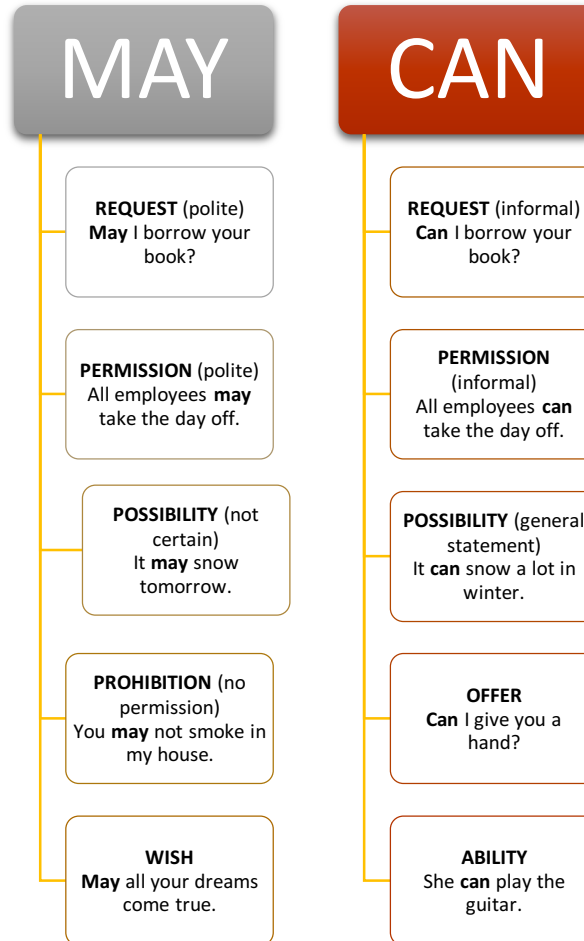 MAY
REQUEST (polite)
May I borrow your
book?
PERMISSION (polite)
All employees may
take the day off.
POSSIBILITY (not
certain)
It may snow
tomorrow.
PROHIBITION (no
permission)
You may not smoke in
my house.
WISH
May all your dreams
come true.
CAN
REQUEST (informal)
Can I borrow your
book?
PERMISSION
(informal)
All employees can
take the day off.
POSSIBILITY (general
statement)
It can snow a lot in
winter.
OFFER
Can I give you a
hand?
ABILITY
She can play the
guitar.